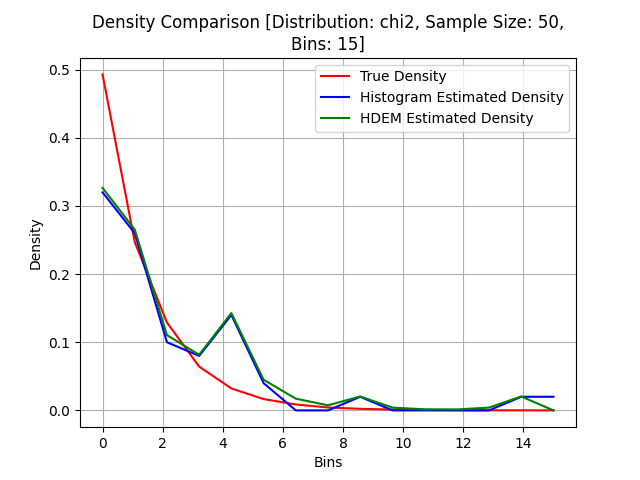 Density Comparison [Distribution: chi2, Sample Size: 50,
Bins: 15]
True Density
Histogram Estimated Density
HDEM Estimated Density
Density
0.5
0.4
0.3
0.2
0.1
0.0
0 2 4 6 8 10 12 14
Bins